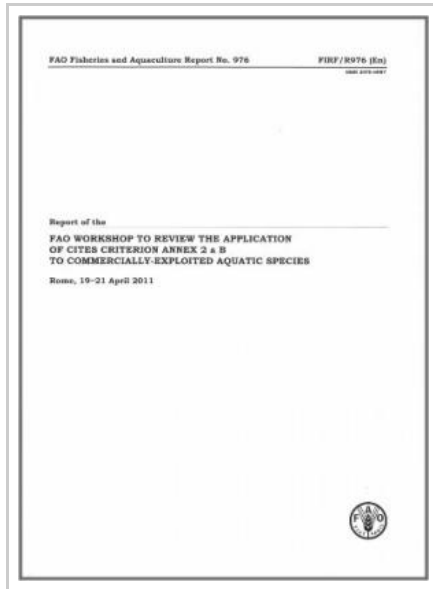 FAO Fisheries and Aquaculture Report No. 976
FIRF/R976 (En)
Report of the
FAO WORKSHOP TO REVIEW THE APPLICATION
OF CITES CRITERION ANNEX 2 a B
TO COMMERCIALLY-EXPLOITED AQUATIC SPECIES
Rome, 19–21 April 2011
F A O